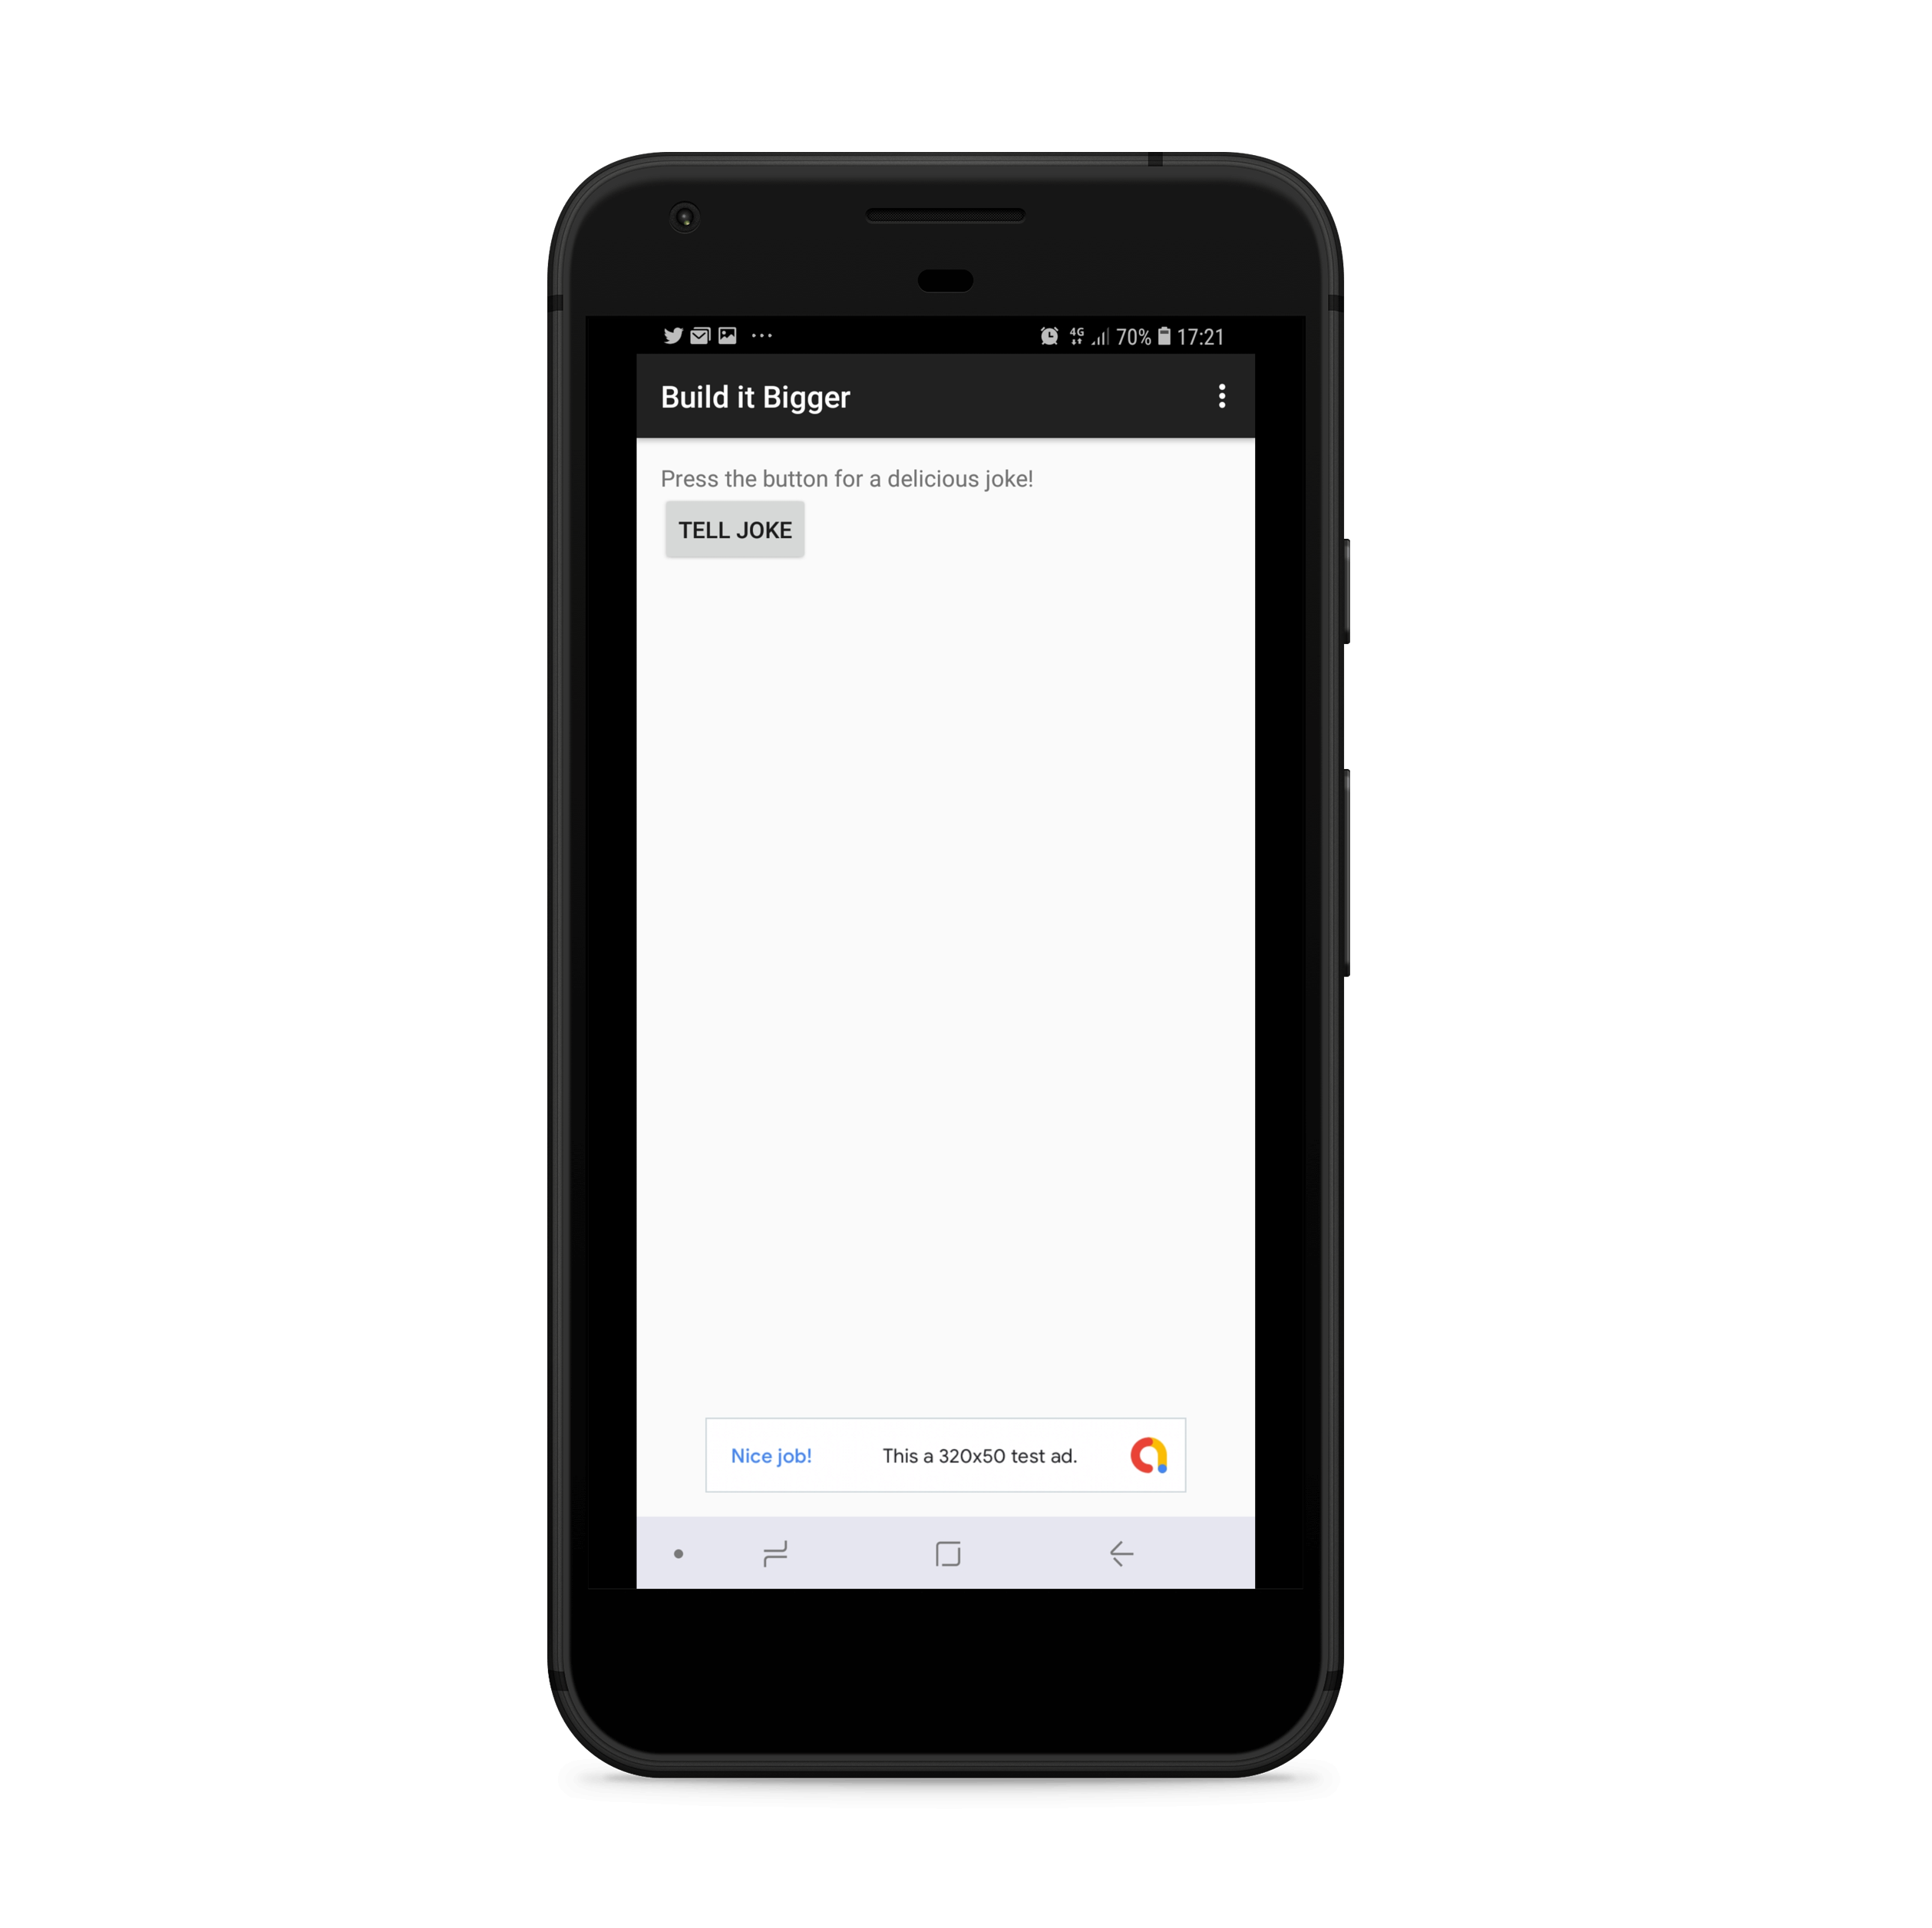 4G 70% 17:21
Build it Bigger
Press the button for a delicious joke!
TELL JOKE
Nice job! This a 320x50 test ad.